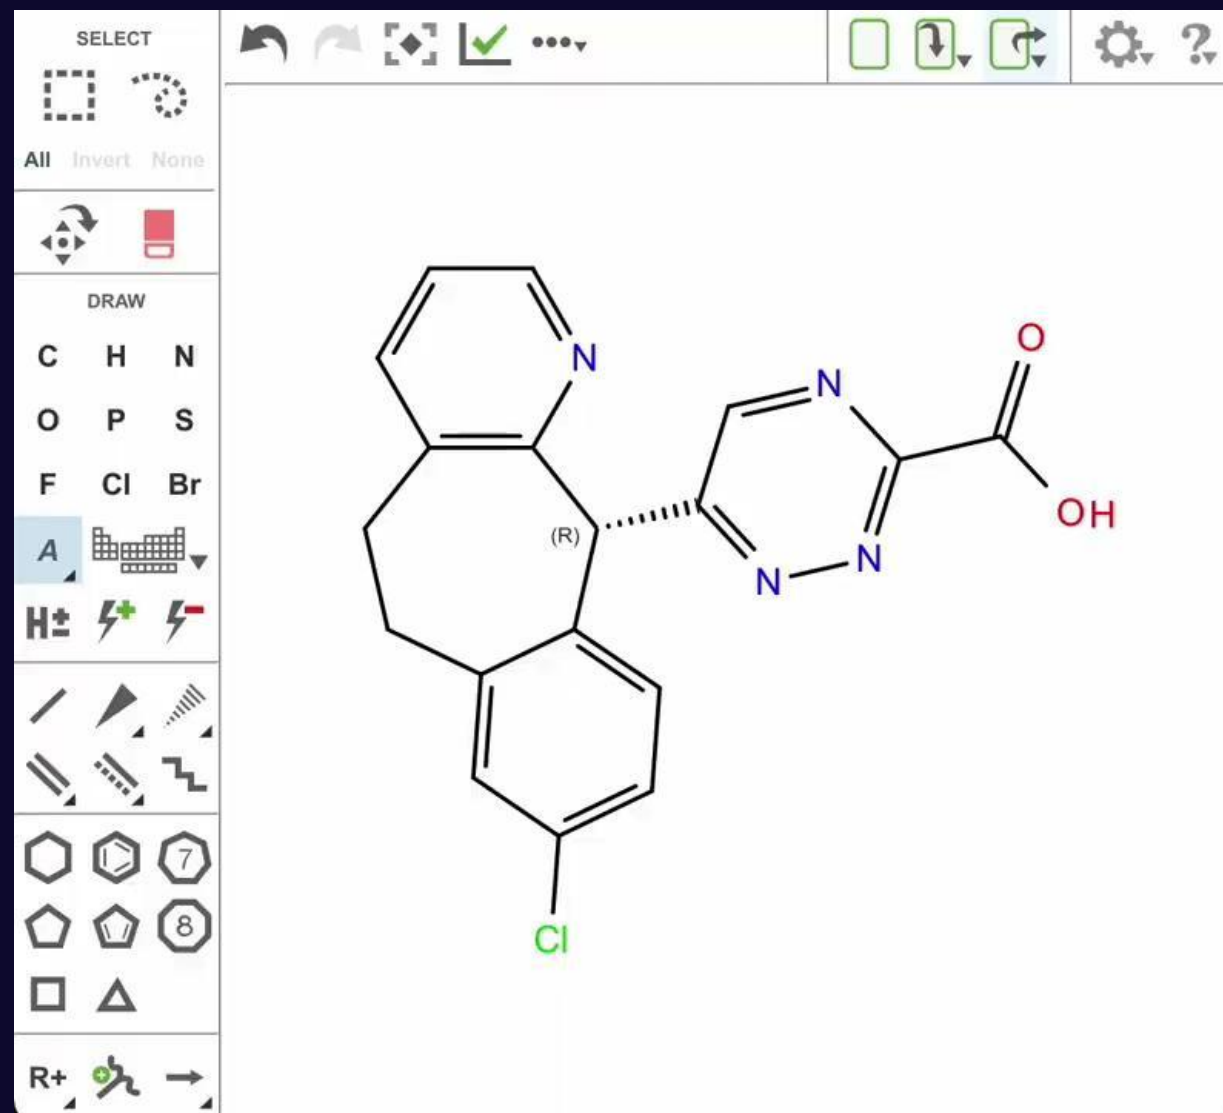 SELECT
All Invert None
DRAW
C H N
O P S
F Cl Br
A
H±
7
8
R+
?
N
N
O
(R)
N
N
OH
Cl